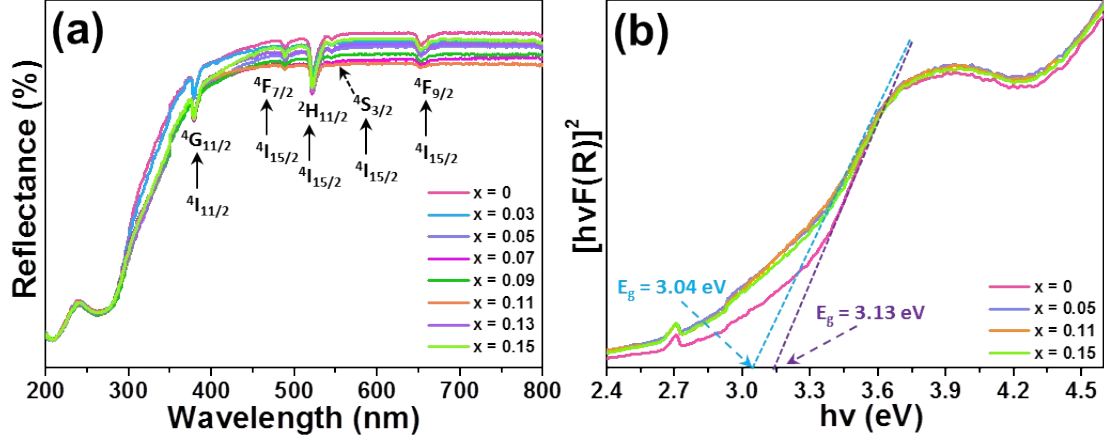 (a)
Reflectance (%)
⁴G₁₁/₂
⁴I₁₁/₂
⁴F₇/₂
⁴I₁₅/₂
²H₁₁/₂
⁴I₁₅/₂
⁴S₃/₂
⁴I₁₅/₂
⁴F₉/₂
⁴I₁₅/₂
x = 0
x = 0.03
x = 0.05
x = 0.07
x = 0.09
x = 0.11
x = 0.13
x = 0.15
200 300 400 500 600 700 800
Wavelength (nm)
(b)
[hνF(R)]²
E₉ = 3.04 eV
E₉ = 3.13 eV
x = 0
x = 0.05
x = 0.11
x = 0.15
2.4 2.7 3.0 3.3 3.6 3.9 4.2 4.5
hν (eV)